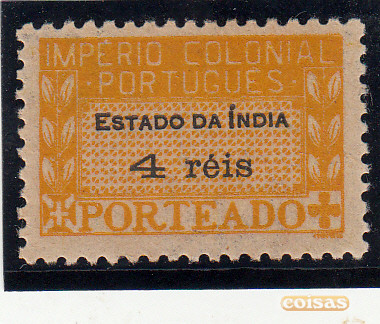 IMPÉRIO COLONIAL
PORTUGUÊS
ESTADO DA ÍNDIA
4 réis
PORTEADO
coisas